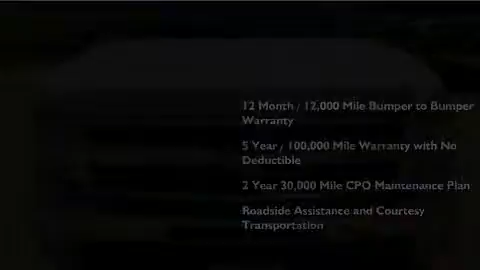 12 Month / 12,000 Mile Bumper to Bumper
Warranty
5 Year / 100,000 Mile Warranty with No
Deductible
2 Year 30,000 Mile CPO Maintenance Plan
Roadside Assistance and Courtesy
Transportation